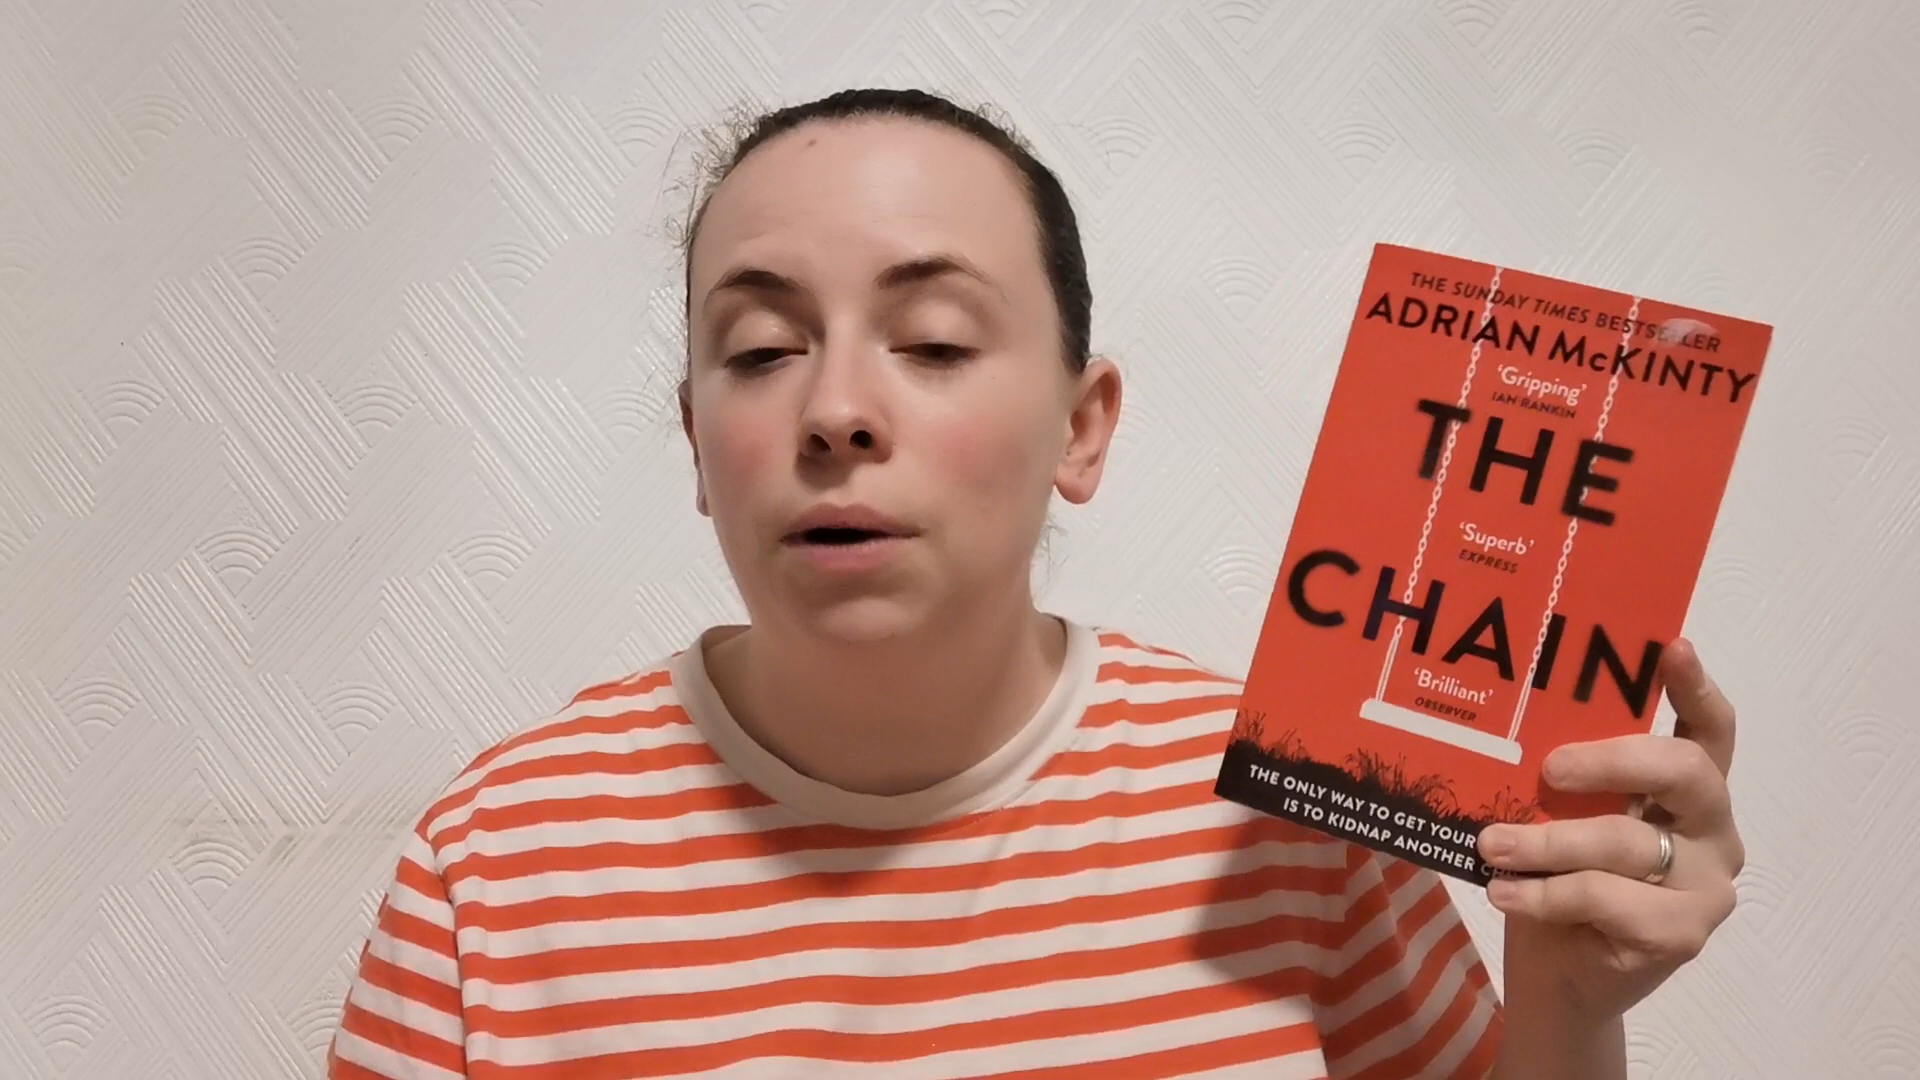 THE SUNDAY TIMES BESTSELLER
ADRIAN McKINTY
‘Gripping’
IAN RANKIN
THE
‘Superb’
EXPRESS
CHAIN
‘Brilliant’
OBSERVER
THE ONLY WAY TO GET YOUR
IS TO KIDNAP ANOTHER